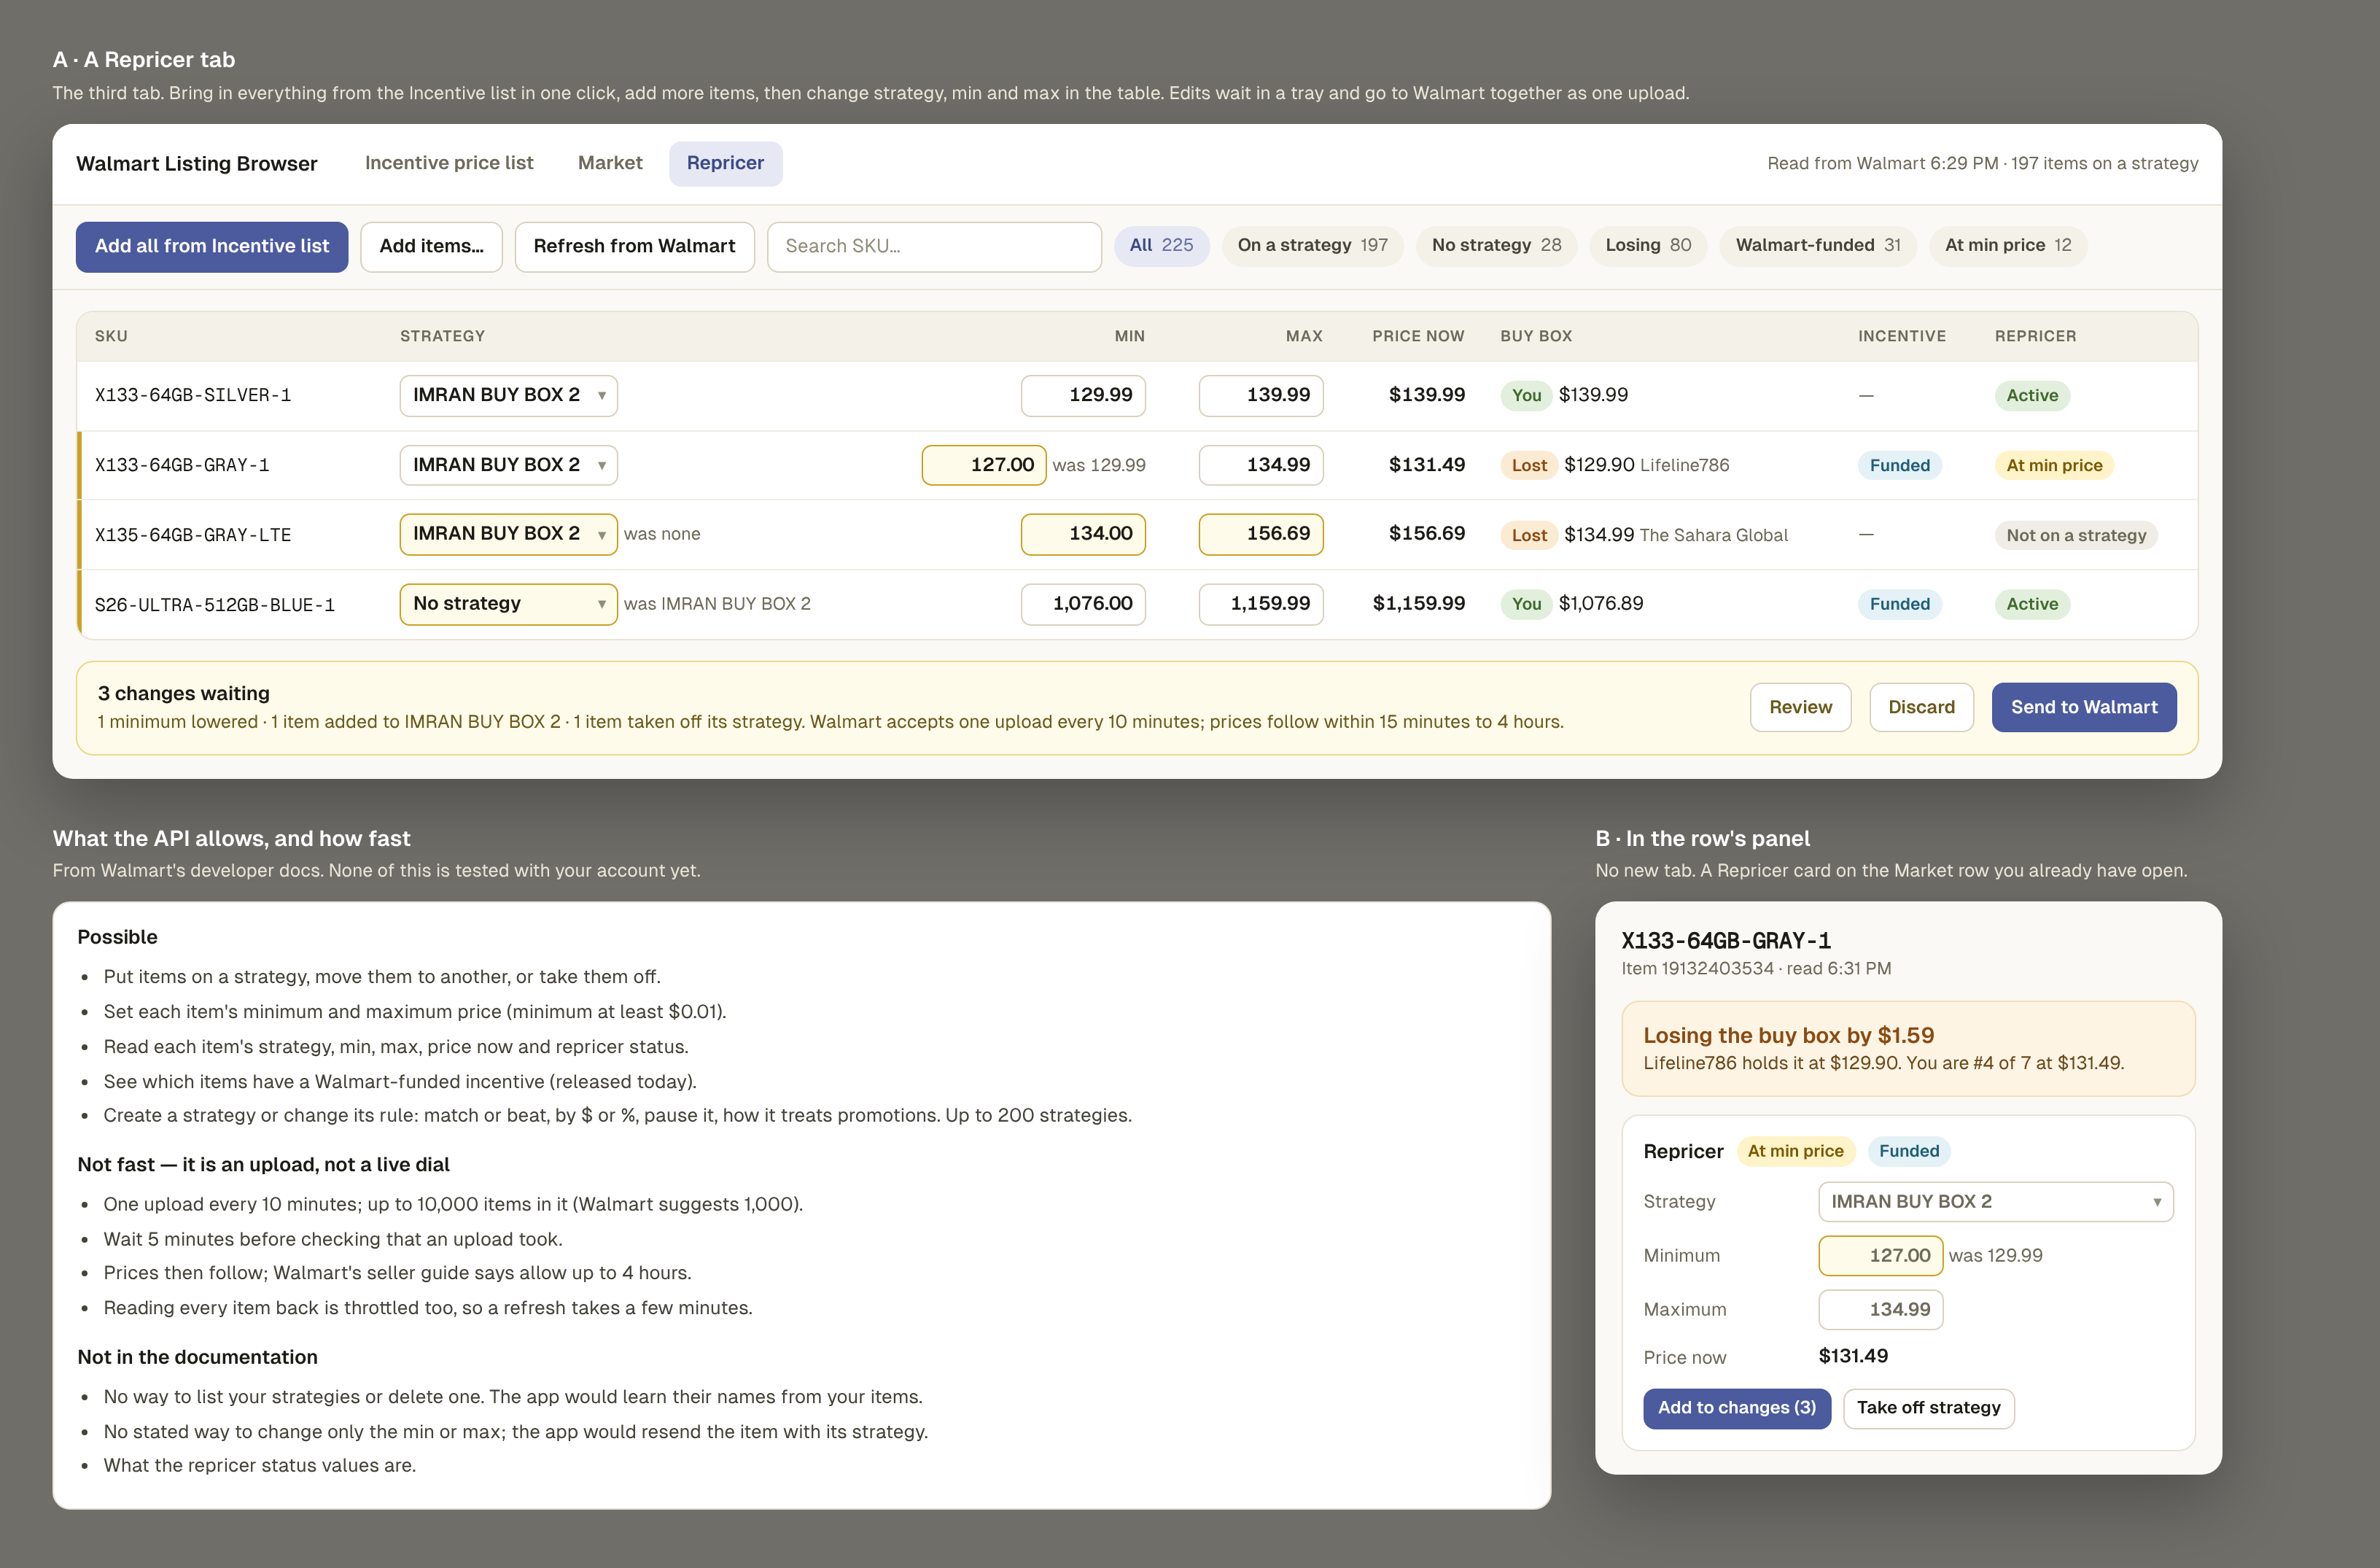 A · A Repricer tab
The third tab. Bring in everything from the Incentive list in one click, add more items, then change strategy, min and max in the table. Edits wait in a tray and go to Walmart together as one upload.
Walmart Listing Browser Incentive price list Market Repricer Read from Walmart 6:29 PM · 197 items on a strategy
Add all from Incentive list Add items... Refresh from Walmart Search SKU... All 225 On a strategy 197 No strategy 28 Losing 80 Walmart-funded 31 At min price 12
SKU STRATEGY MIN MAX PRICE NOW BUY BOX INCENTIVE REPRICER
X133-64GB-SILVER-1 IMRAN BUY BOX 2 ▾ 129.99 139.99 $139.99 You $139.99 — Active
X133-64GB-GRAY-1 IMRAN BUY BOX 2 ▾ 127.00 was 129.99 134.99 $131.49 Lost $129.90 Lifeline786 Funded At min price
X135-64GB-GRAY-LTE IMRAN BUY BOX 2 ▾ was none 134.00 156.69 $156.69 Lost $134.99 The Sahara Global — Not on a strategy
S26-ULTRA-512GB-BLUE-1 No strategy ▾ was IMRAN BUY BOX 2 1,076.00 1,159.99 $1,159.99 You $1,076.89 Funded Active
3 changes waiting
1 minimum lowered · 1 item added to IMRAN BUY BOX 2 · 1 item taken off its strategy. Walmart accepts one upload every 10 minutes; prices follow within 15 minutes to 4 hours.
Review Discard Send to Walmart
What the API allows, and how fast
From Walmart's developer docs. None of this is tested with your account yet.
Possible
• Put items on a strategy, move them to another, or take them off.
• Set each item's minimum and maximum price (minimum at least $0.01).
• Read each item's strategy, min, max, price now and repricer status.
• See which items have a Walmart-funded incentive (released today).
• Create a strategy or change its rule: match or beat, by $ or %, pause it, how it treats promotions. Up to 200 strategies.
Not fast — it is an upload, not a live dial
• One upload every 10 minutes; up to 10,000 items in it (Walmart suggests 1,000).
• Wait 5 minutes before checking that an upload took.
• Prices then follow; Walmart's seller guide says allow up to 4 hours.
• Reading every item back is throttled too, so a refresh takes a few minutes.
Not in the documentation
• No way to list your strategies or delete one. The app would learn their names from your items.
• No stated way to change only the min or max; the app would resend the item with its strategy.
• What the repricer status values are.
B · In the row's panel
No new tab. A Repricer card on the Market row you already have open.
X133-64GB-GRAY-1
Item 19132403534 · read 6:31 PM
Losing the buy box by $1.59
Lifeline786 holds it at $129.90. You are #4 of 7 at $131.49.
Repricer At min price Funded
Strategy IMRAN BUY BOX 2 ▾
Minimum 127.00 was 129.99
Maximum 134.99
Price now $131.49
Add to changes (3) Take off strategy